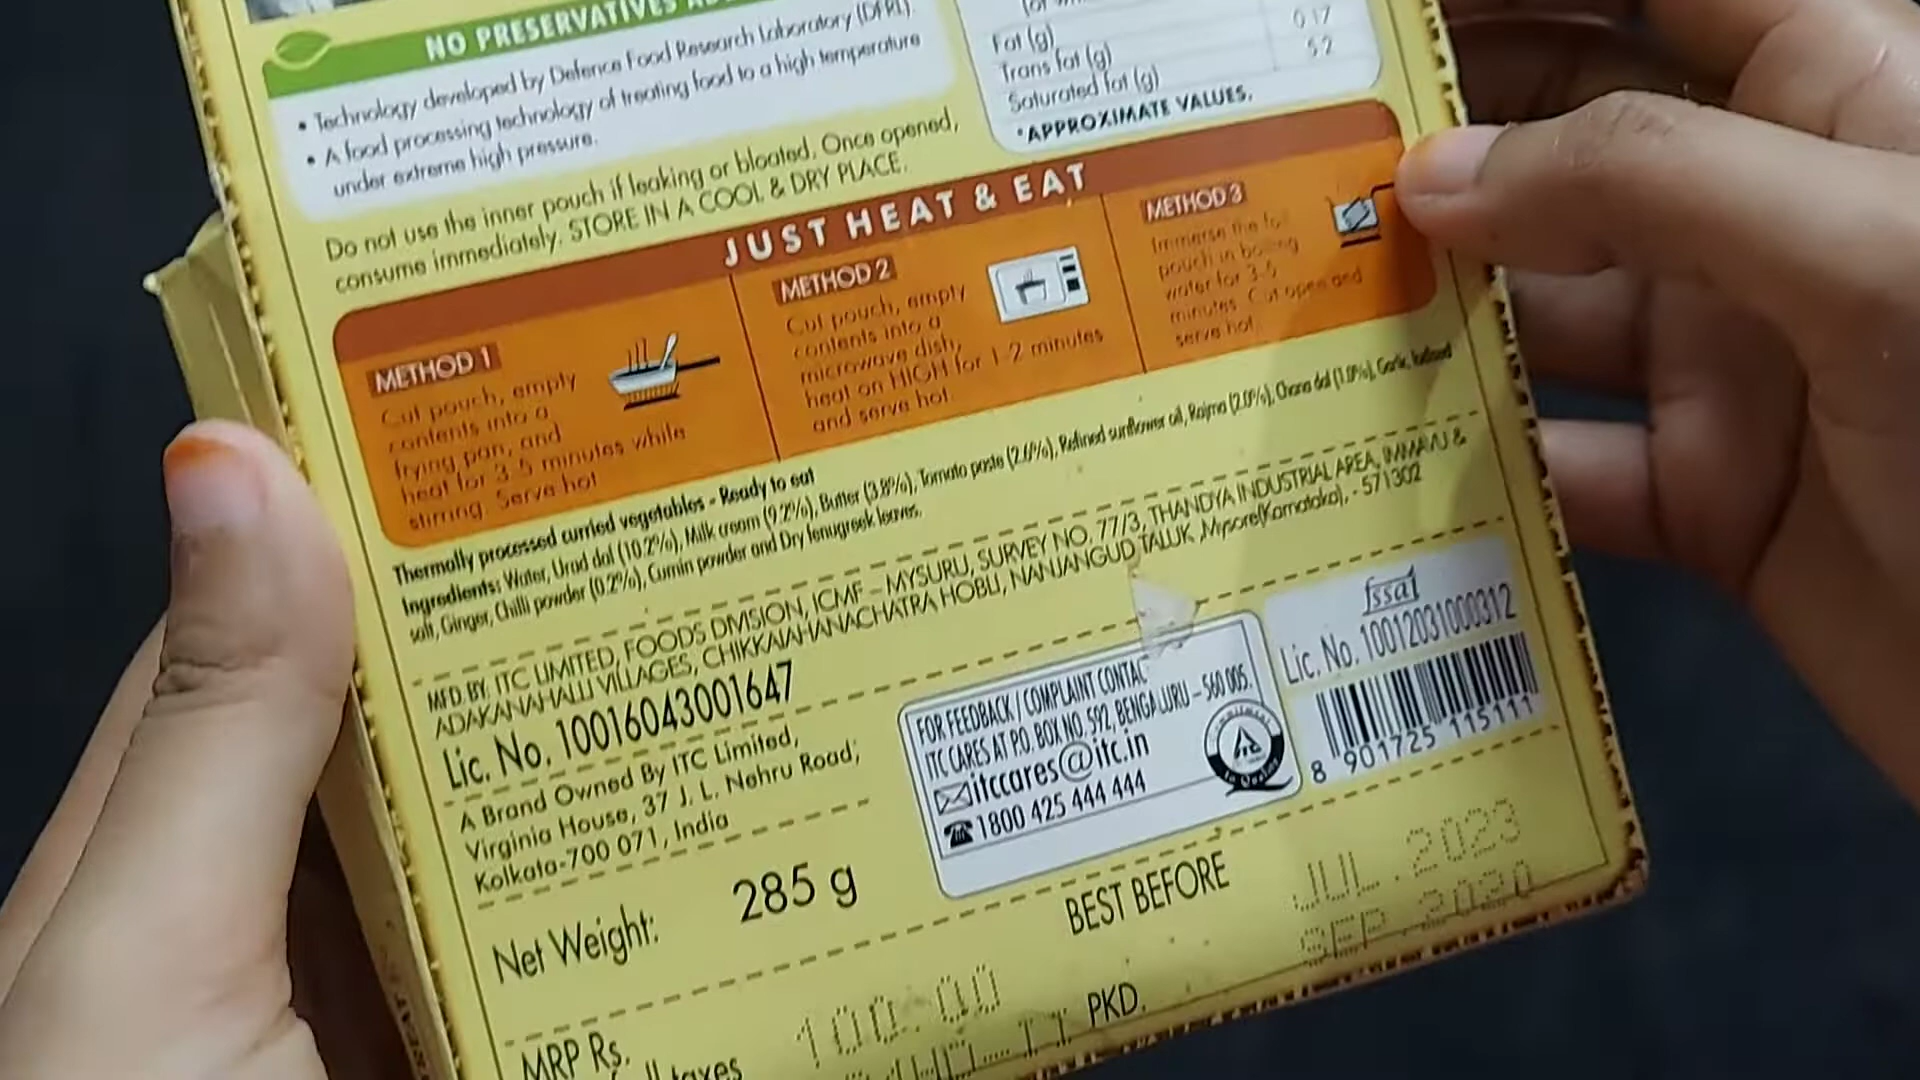 NO PRESERVATIVES
• Technology developed by Defence Food Research Laboratory (DFRL).
• A food processing technology of treating food to a high temperature
under extreme high pressure.
Do not use the inner pouch if leaking or bloated. Once opened,
consume immediately. STORE IN A COOL & DRY PLACE.
Fat (g)
Trans fat (g) 0.17
Saturated fat (g) 5.2
*APPROXIMATE VALUES.
JUST HEAT & EAT
METHOD 1
Cut pouch, empty
contents into a
frying pan, and
heat for 3-5 minutes while
stirring. Serve hot
METHOD 2
Cut pouch, empty
contents into a
microwave dish,
heat on HIGH for 1-2 minutes
and serve hot.
METHOD 3
Immerse the
pouch in boiling
water for 3-5
minutes. Cut open and
serve hot.
Thermally processed curried vegetables - Ready to eat
Ingredients: Water, Urad dal (10.2%), Milk cream (9.2%), Butter (3.8%), Tomato paste (2.6%), Refined sunflower oil, Rajma (2.0%), Chana dal (1.0%), Garlic, Iodised
salt, Ginger, Chilli powder (0.2%), Cumin powder and Dry fenugreek leaves.
MFD. BY: ITC LIMITED, FOODS DIVISION, ICMF – MYSURU, SURVEY NO. 77/3, THANDYA INDUSTRIAL AREA, IMMAVU &
ADAKANAHALLI VILLAGES, CHIKKAIAHANACHATRA HOBLI, NANJANGUD TALUK ,Mysore(Karnataka), - 571302
Lic. No. 10016043001647
A Brand Owned By ITC Limited,
Virginia House, 37 J. L. Nehru Road,
Kolkata-700 071, India
FOR FEEDBACK / COMPLAINT CONTAC
ITC CARES AT P.O. BOX NO. 592, BENGALURU – 560 005.
itccares@itc.in
1800 425 444 444
ITC
fssai
Lic. No. 10012031000312
8 901725 115111
Net Weight: 285 g
BEST BEFORE JUL.2023
SEP.2020
MRP Rs. 100.00
PKD.
taxes